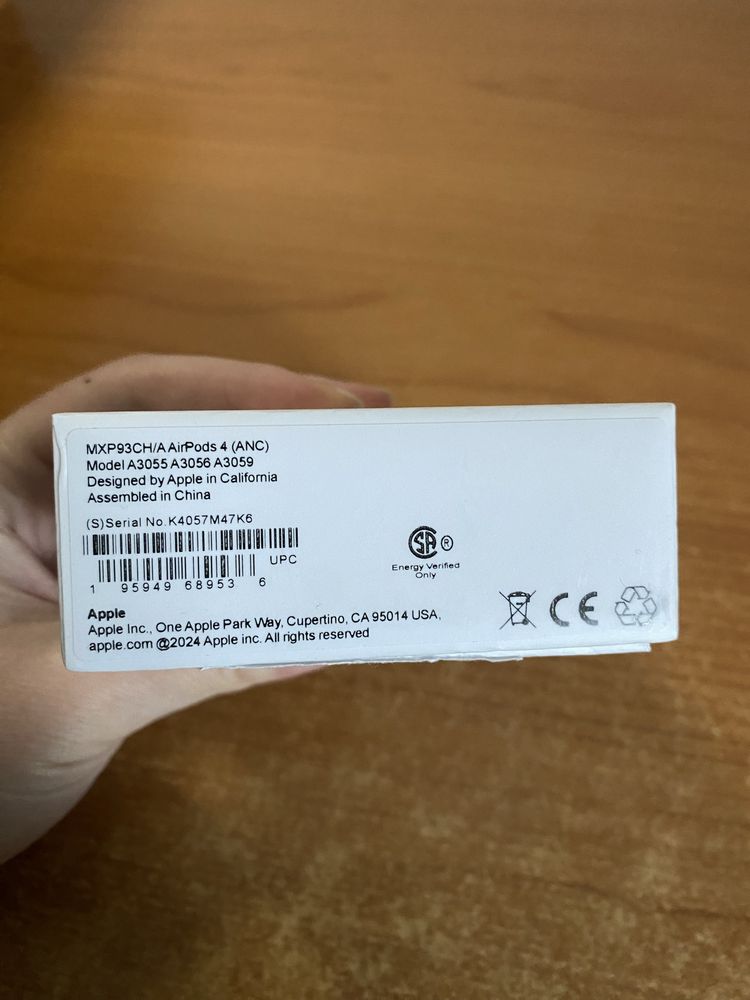 MXP93CH/A AirPods 4 (ANC)
Model A3055 A3056 A3059
Designed by Apple in California
Assembled in China
(S)Serial No.K4057M47K6
UPC
1 95949 68953 6
SA ®
Energy Verified
Only
Apple
Apple Inc., One Apple Park Way, Cupertino, CA 95014 USA,
apple.com @2024 Apple inc. All rights reserved
CE